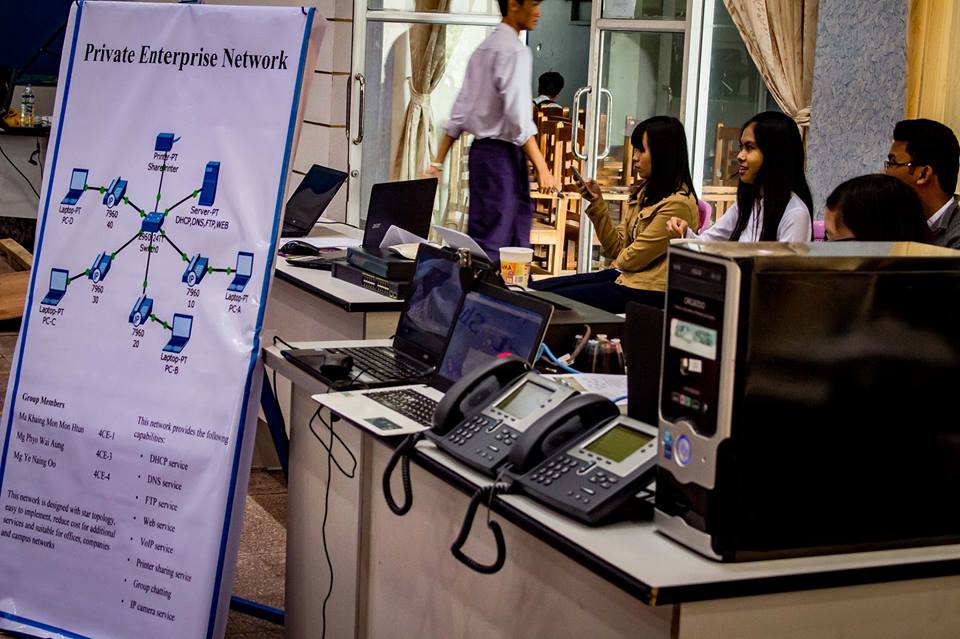 Private Enterprise Network
Printer-PT
SharePrinter
Laptop-PT
PC-D
7960
40
Server-PT
DHCP,DNS,FTP,WEB
2960-24TT
Switch0
Laptop-PT
PC-C
7960
30
7960
10
Laptop-PT
PC-A
7960
20
Laptop-PT
PC-B
Group Members
Ma Khaing Mon Mon Htun 4CE-1
Mg Phyo Wai Aung 4CE-3
Mg Ye Naing Oo 4CE-4
This network is designed with star topology,
easy to implement, reduce cost for additional
services and suitable for offices, companies
and campus networks
This network provides the following
capabilities:
• DHCP service
• DNS service
• FTP service
• Web service
• VoIP service
• Printer sharing service
• Group chatting
• IP camera service